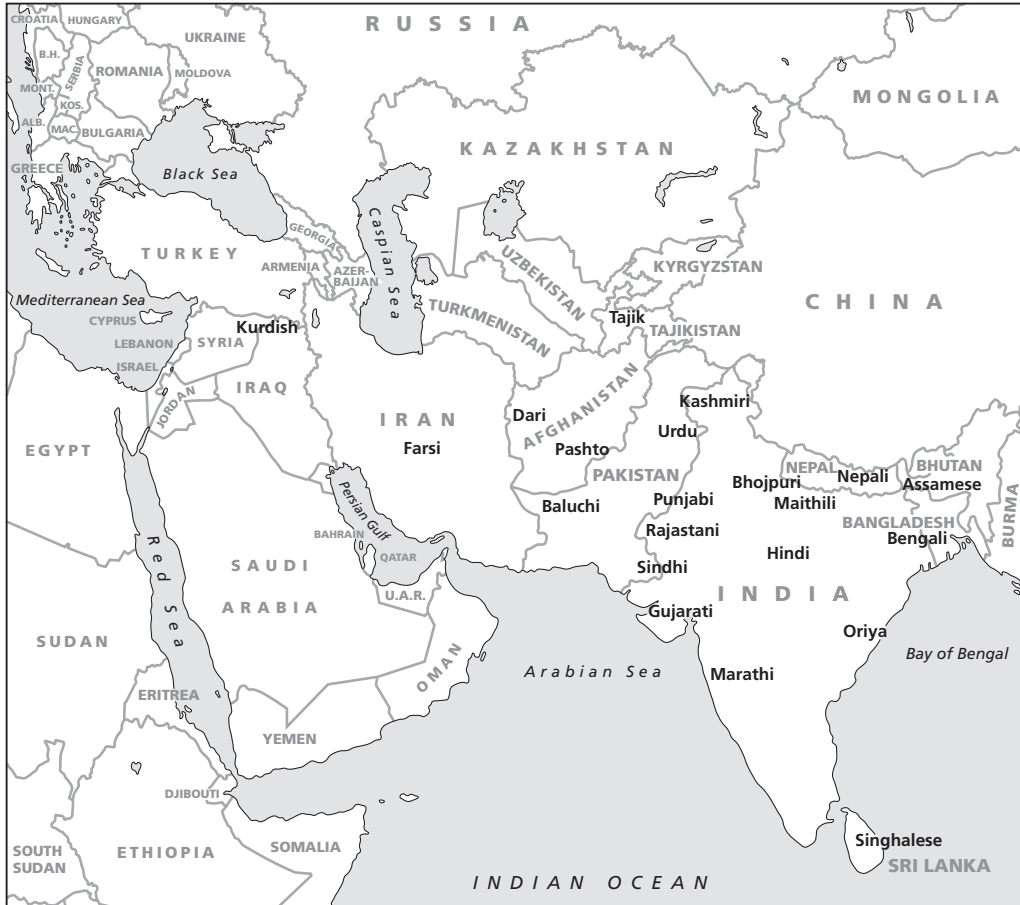 CROATIA
HUNGARY
RUSSIA
UKRAINE
B.H.
SERBIA
ROMANIA
MOLDOVA
MONT.
KOS.
ALB.
MAC.
BULGARIA
MONGOLIA
KAZAKHSTAN
GREECE
Black Sea
Caspian Sea
GEORGIA
TURKEY
ARMENIA
AZER-
BAIJAN
UZBEKISTAN
KYRGYZSTAN
TURKMENISTAN
Tajik
TAJIKISTAN
CHINA
Mediterranean Sea
CYPRUS
Kurdish
LEBANON
SYRIA
ISRAEL
JORDAN
IRAQ
IRAN
Farsi
Dari
AFGHANISTAN
Pashto
Kashmiri
Urdu
EGYPT
PAKISTAN
Baluchi
Punjabi
NEPAL
Nepali
BHUTAN
Bhojpuri
Assamese
Maithili
BURMA
Persian Gulf
BAHRAIN
QATAR
Rajastani
BANGLADESH
Bengali
Hindi
Sindhi
Red Sea
SAUDI
ARABIA
U.A.R.
INDIA
Gujarati
SUDAN
OMAN
Oriya
Arabian Sea
Marathi
Bay of Bengal
ERITREA
YEMEN
DJIBOUTI
SOUTH
SUDAN
ETHIOPIA
SOMALIA
Singhalese
SRI LANKA
INDIAN OCEAN